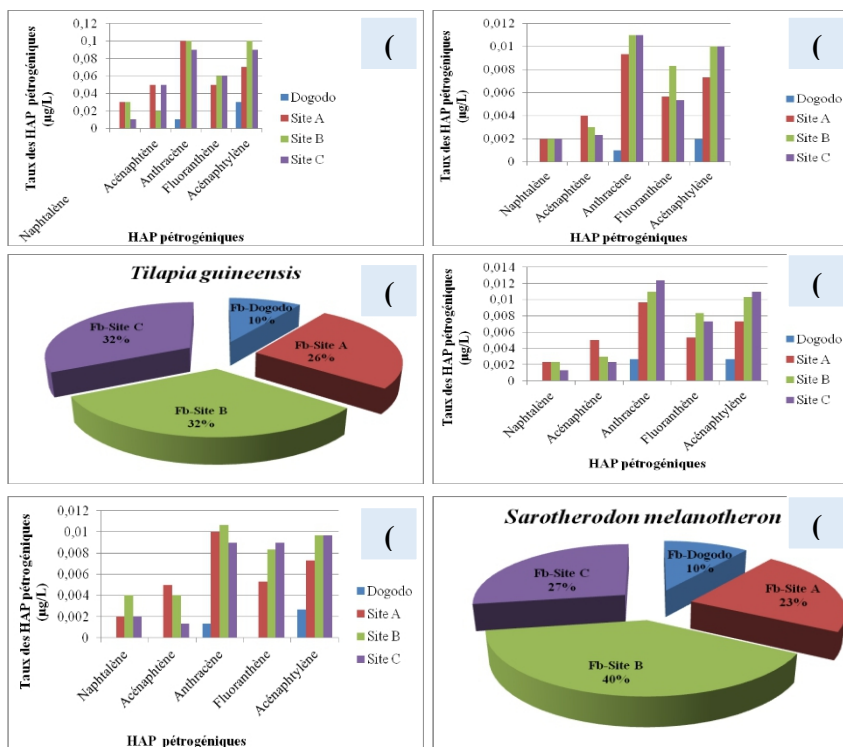 Taux des HAP pétrogéniques
(µg/L)
0,12
0,1
0,08
0,06
0,04
0,02
0
Naphtalène
Acénaphtène
Anthracène
Fluoranthène
Acénaphtylène
HAP pétrogéniques
Dogodo
Site A
Site B
Site C
(
Taux des HAP pétrogéniques
(µg/L)
0,012
0,01
0,008
0,006
0,004
0,002
0
Naphtalène
Acénaphtène
Anthracène
Fluoranthène
Acénaphtylène
HAP pétrogéniques
Dogodo
Site A
Site B
Site C
(
Tilapia guineensis
(
Fb-Dogodo
10%
Fb-Site A
26%
Fb-Site B
32%
Fb-Site C
32%
Taux des HAP pétrogéniques
(µg/L)
0,014
0,012
0,01
0,008
0,006
0,004
0,002
0
Naphtalène
Acénaphtène
Anthracène
Fluoranthène
Acénaphtylène
HAP pétrogéniques
Dogodo
Site A
Site B
Site C
(
Taux des HAP pétrogéniques
(µg/L)
0,012
0,01
0,008
0,006
0,004
0,002
0
Naphtalène
Acénaphtène
Anthracène
Fluoranthène
Acénaphtylène
HAP pétrogéniques
Dogodo
Site A
Site B
Site C
(
Sarotherodon melanotheron
(
Fb-Dogodo
10%
Fb-Site A
23%
Fb-Site B
40%
Fb-Site C
27%